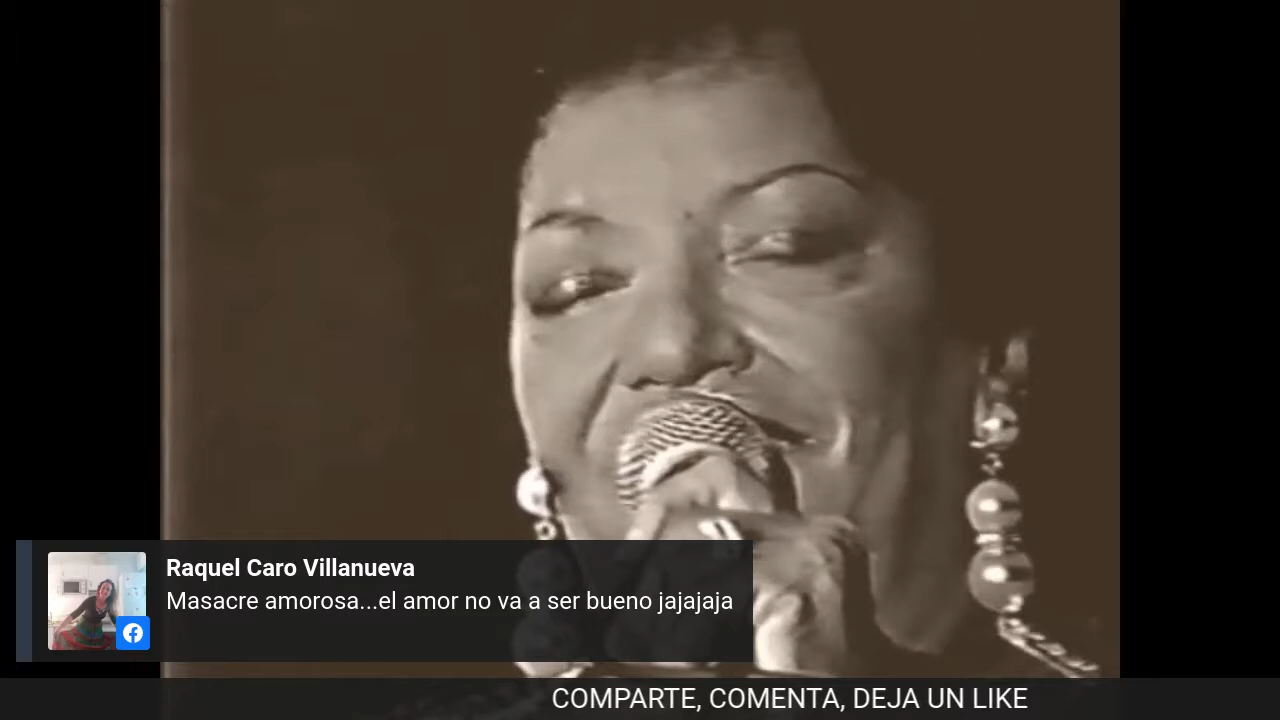 Raquel Caro Villanueva
Masacre amorosa...el amor no va a ser bueno jajajaja
COMPARTE, COMENTA, DEJA UN LIKE